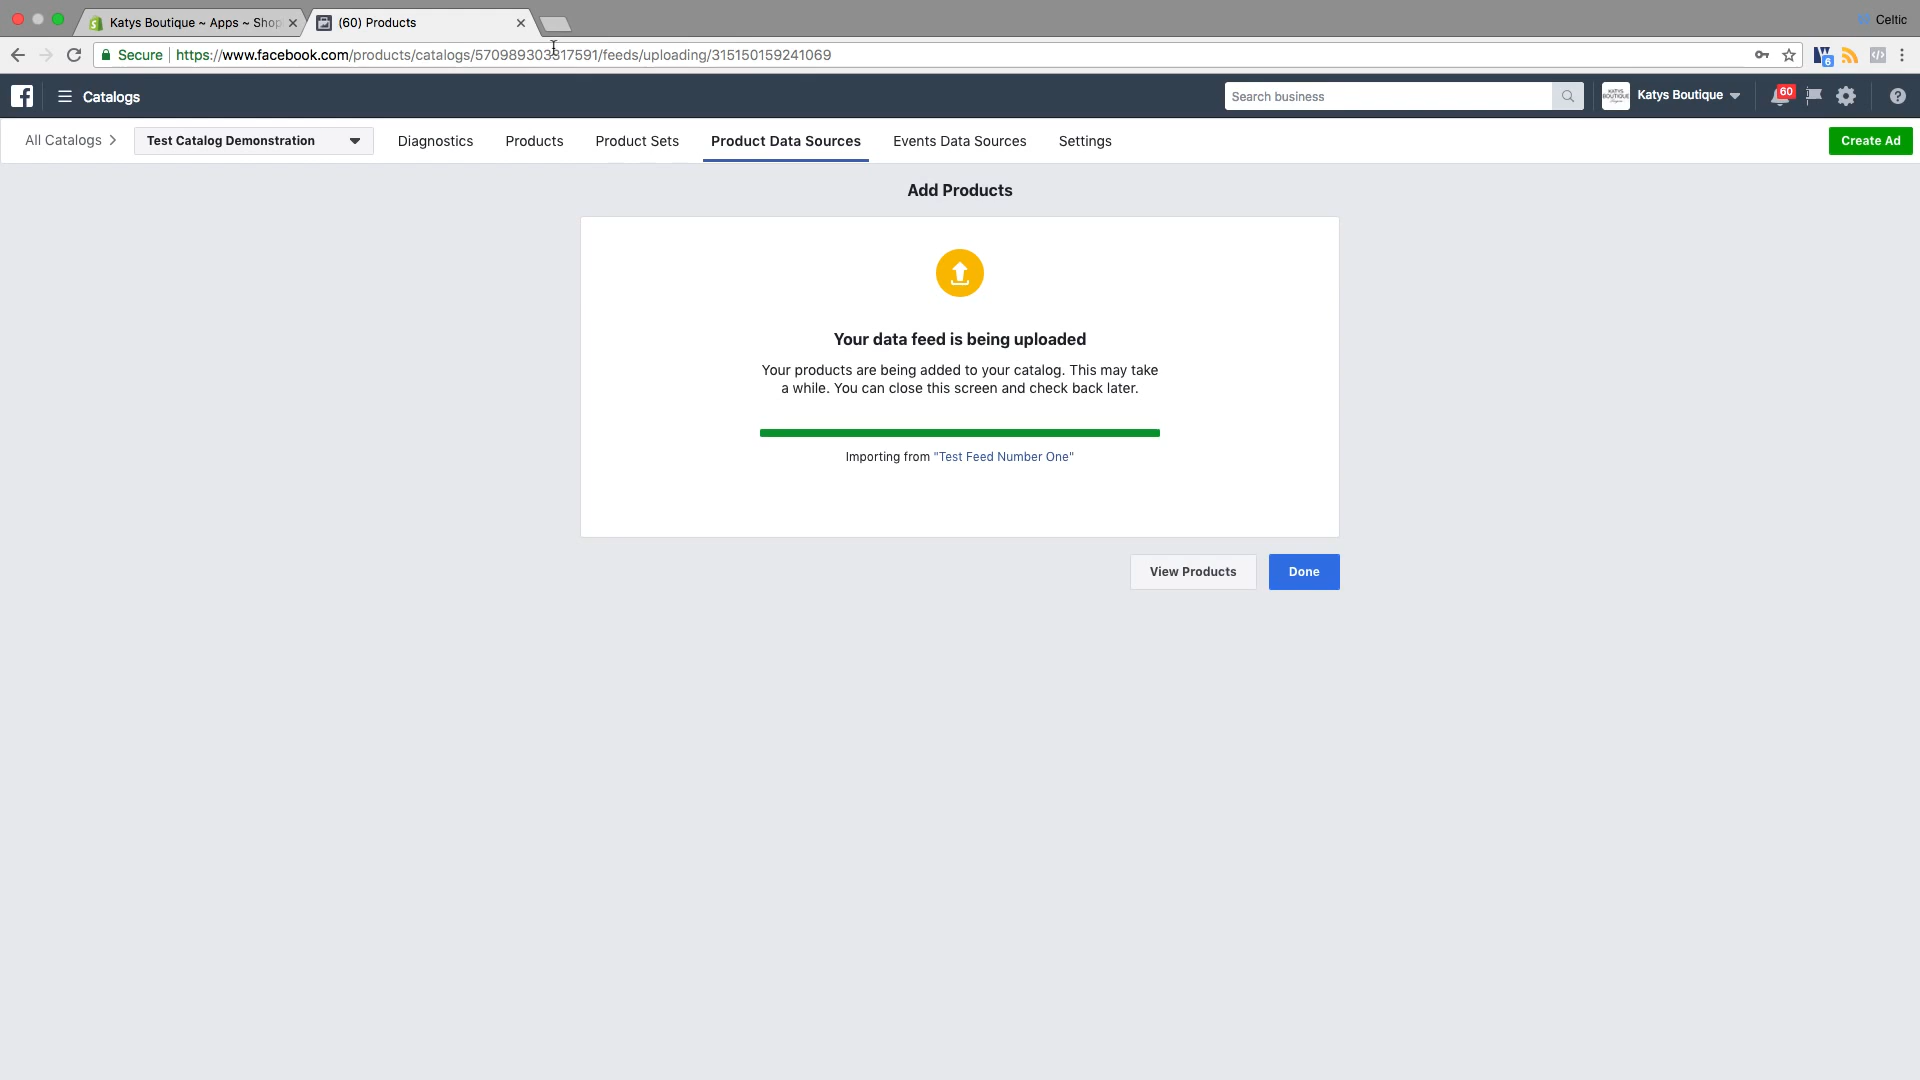 Katys Boutique ~ Apps ~ Shop
(60) Products
Celtic
Secure
https://www.facebook.com/products/catalogs/570989303317591/feeds/uploading/315150159241069
6
Catalogs
Search business
Katys Boutique
60
All Catalogs
Test Catalog Demonstration
Diagnostics
Products
Product Sets
Product Data Sources
Events Data Sources
Settings
Create Ad
Add Products
Your data feed is being uploaded
Your products are being added to your catalog. This may take
a while. You can close this screen and check back later.
Importing from "Test Feed Number One"
View Products
Done